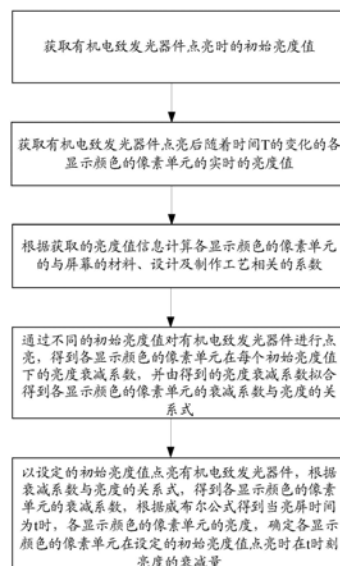 获取有机电致发光器件点亮时的初始亮度值
获取有机电致发光器件点亮后随着时间T的变化的各
显示颜色的像素单元的实时的亮度值
根据获取的亮度值信息计算各显示颜色的像素单元
的与屏幕的材料、设计及制作工艺相关的系数
通过不同的初始亮度值对有机电致发光器件进行点
亮，得到各显示颜色的像素单元在每个初始亮度值
下的亮度衰减系数，并由得到的亮度衰减系数拟合
得到各显示颜色的像素单元的衰减系数与亮度的关
系式
以设定的初始亮度值点亮有机电致发光器件，根据
衰减系数与亮度的关系式，得到各显示颜色的像素
单元的衰减系数，根据威布尔公式得到当亮屏时间
为t时，各显示颜色的像素单元的亮度，确定各显示
颜色的像素单元在设定的初始亮度值点亮时在t时刻
亮度的衰减量